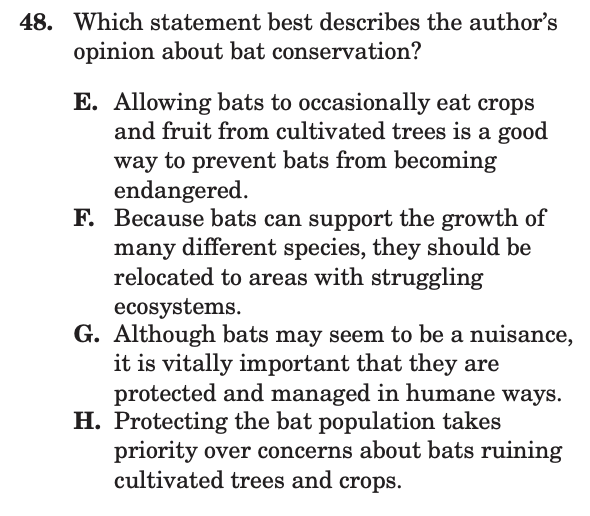 48. Which statement best describes the author’s
opinion about bat conservation?
E. Allowing bats to occasionally eat crops
and fruit from cultivated trees is a good
way to prevent bats from becoming
endangered.
F. Because bats can support the growth of
many different species, they should be
relocated to areas with struggling
ecosystems.
G. Although bats may seem to be a nuisance,
it is vitally important that they are
protected and managed in humane ways.
H. Protecting the bat population takes
priority over concerns about bats ruining
cultivated trees and crops.